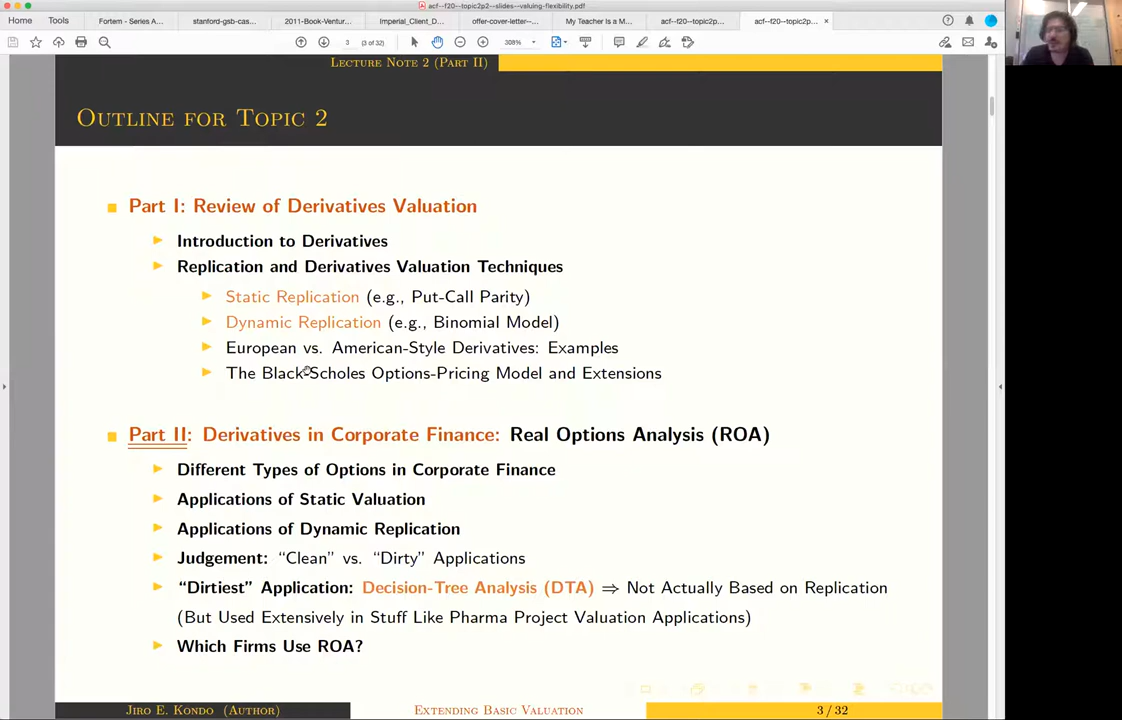 acf--f20--topic2p2--slides--valuing-flexibility.pdf
Home
Tools
Fortem - Series A...
stanford-gsb-cas...
2011-Book-Ventur...
Imperial_Client_D...
offer-cover-letter--...
My Teacher Is a M...
acf--f20--topic2p...
acf--f20--topic2p... ×
3 (3 of 32)
308%
LECTURE NOTE 2 (PART II)
OUTLINE FOR TOPIC 2
Part I: Review of Derivatives Valuation
Introduction to Derivatives
Replication and Derivatives Valuation Techniques
Static Replication (e.g., Put-Call Parity)
Dynamic Replication (e.g., Binomial Model)
European vs. American-Style Derivatives: Examples
The Black-Scholes Options-Pricing Model and Extensions
Part II: Derivatives in Corporate Finance: Real Options Analysis (ROA)
Different Types of Options in Corporate Finance
Applications of Static Valuation
Applications of Dynamic Replication
Judgement: “Clean” vs. “Dirty” Applications
“Dirtiest” Application: Decision-Tree Analysis (DTA) ⇒ Not Actually Based on Replication
(But Used Extensively in Stuff Like Pharma Project Valuation Applications)
Which Firms Use ROA?
JIRO E. KONDO (AUTHOR)
EXTENDING BASIC VALUATION
3 / 32